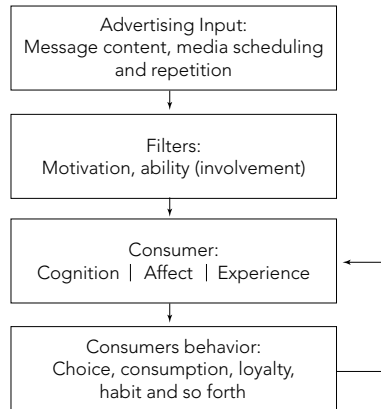 Advertising Input:
Message content, media scheduling
and repetition
Filters:
Motivation, ability (involvement)
Consumer:
Cognition | Affect | Experience
Consumers behavior:
Choice, consumption, loyalty,
habit and so forth